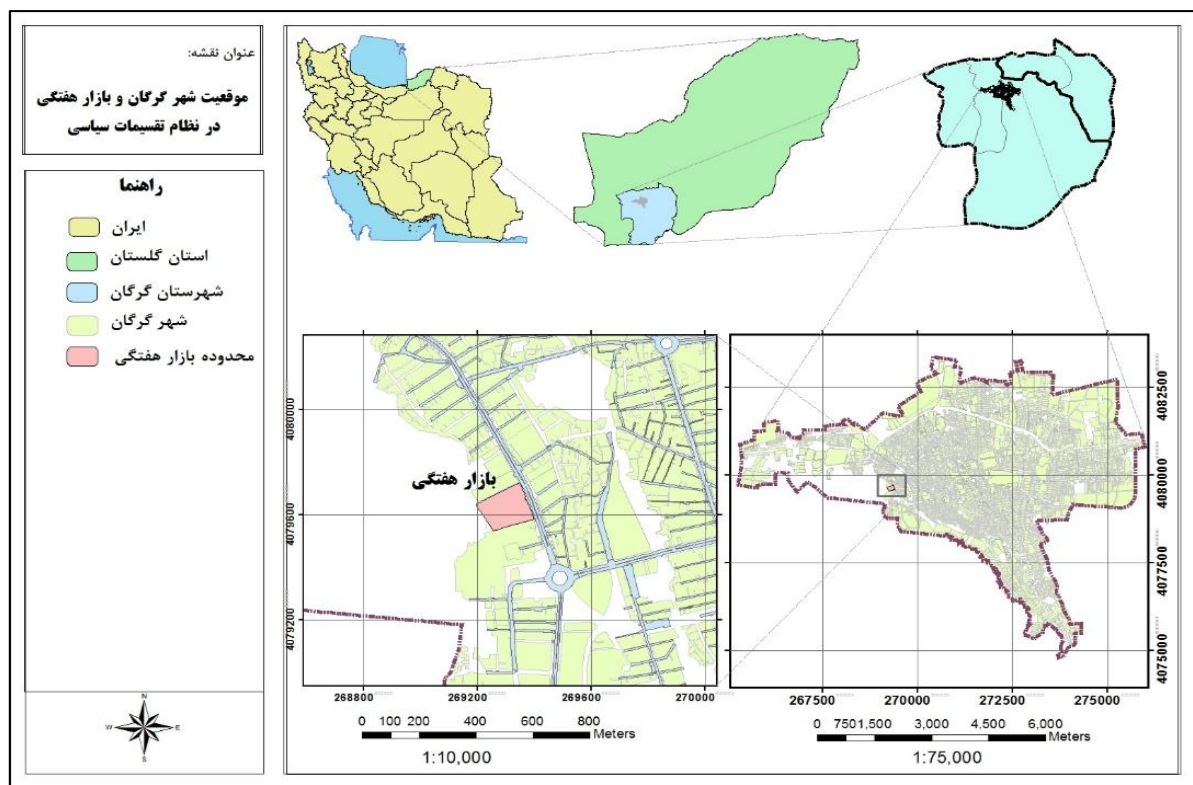 عنوان نقشه:
موقعیت شهر گرگان و بازار هفتگی
در نظام تقسیمات سیاسی
راهنما
ایران
استان گلستان
شهرستان گرگان
شهر گرگان
محدوده بازار هفتگی
N
W E
S
بازار هفتگی
4080000
4079600
4079200
268800 269200 269600 270000
0 100 200 400 600 800
Meters
1:10,000
4082500
4080000
4077500
4075000
267500 270000 272500 275000
0 750 1,500 3,000 4,500 6,000
Meters
1:75,000